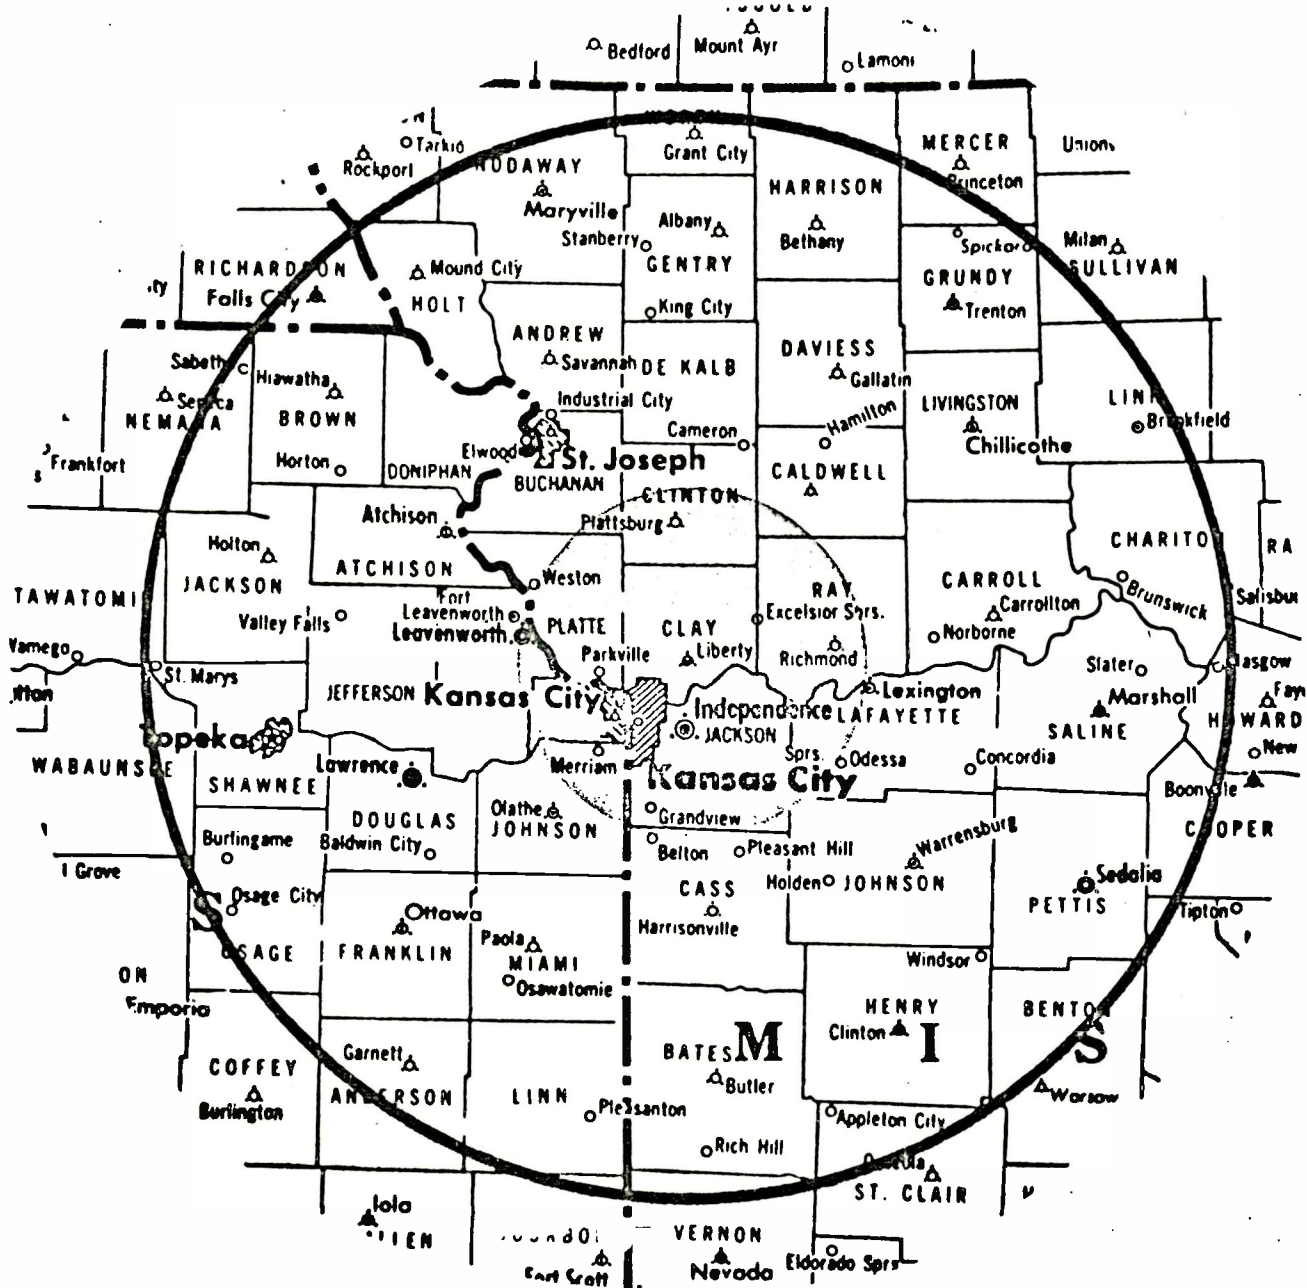 Bedford
Mount Ayr
Lamoni
Tarkio
Rockport
NODAWAY
Maryville
Grant City
MERCER
Princeton
HARRISON
Bethany
Albany
Stanberry
GENTRY
Spickard
Milan
SULLIVAN
RICHARDSON
Falls City
Mound City
HOLT
King City
GRUNDY
Trenton
ANDREW
Savannah
DE KALB
DAVIESS
Gallatin
Hiawatha
BROWN
Industrial City
LIVINGSTON
Chillicothe
LINN
Brookfield
Seneca
NEMAHA
Cameron
Hamilton
Frankfort
Horton
DONIPHAN
Elwood
St. Joseph
BUCHANAN
CALDWELL
CLINTON
Plattsburg
Atchison
Holton
JACKSON
ATCHISON
Weston
CHARITON
RA
TAWATOMI
Fort
Leavenworth
Leavenworth
Valley Falls
PLATTE
CLAY
Liberty
RAY
Excelsior Sprs.
Richmond
CARROLL
Carrollton
Norborne
Brunswick
Yamego
St. Marys
Parkville
JEFFERSON
Kansas City
Independence
JACKSON
Lexington
LAFAYETTE
Slater
Marshall
SALINE
Glasgow
HOWARD
New
Topeka
WABAUNSEE
SHAWNEE
Lawrence
Merriam
Kansas City
Sprs.
Odessa
Concordia
Boonville
COOPER
DOUGLAS
Olathe
JOHNSON
Grandview
Burlingame
Baldwin City
Belton
Pleasant Hill
Warrensburg
Holden
JOHNSON
l Grove
Osage City
S
Ottawa
CASS
Harrisonville
Sedalia
PETTIS
Tipton
OSAGE
FRANKLIN
Paola
MIAMI
Osawatomie
Windsor
ON
Emporia
HENRY
Clinton
BENTON
COFFEY
Burlington
Garnett
ANDERSON
LINN
BATES
M
I
S
Butler
Pleasanton
Appleton City
Warsaw
Rich Hill
ST. CLAIR
Iola
VERNON
Nevada
Eldorado Sprs
Fort Scott